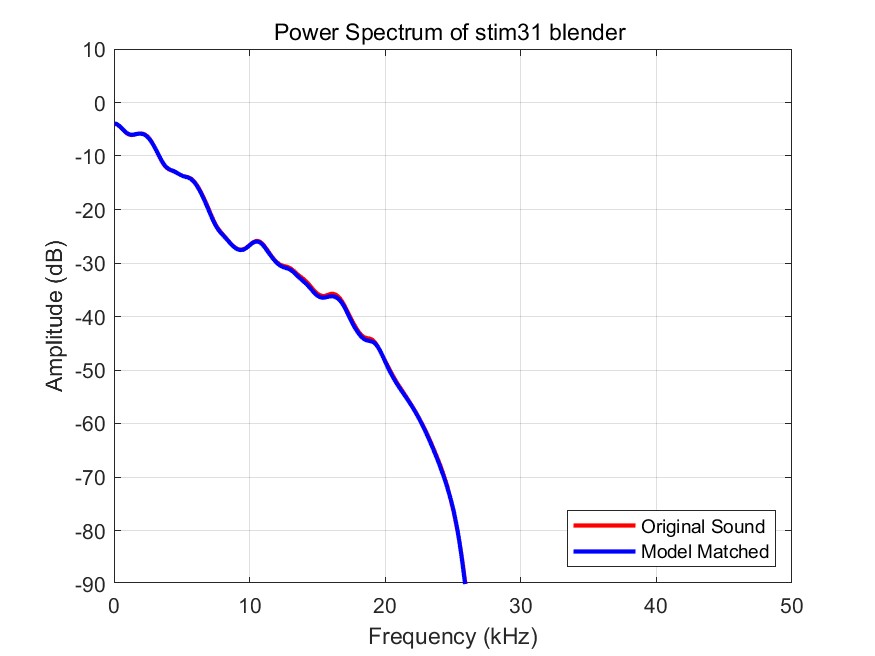 Power Spectrum of stim31 blender
10
0
-10
-20
-30
-40
-50
-60
-70
-80
-90
Amplitude (dB)
Original Sound
Model Matched
0 10 20 30 40 50
Frequency (kHz)